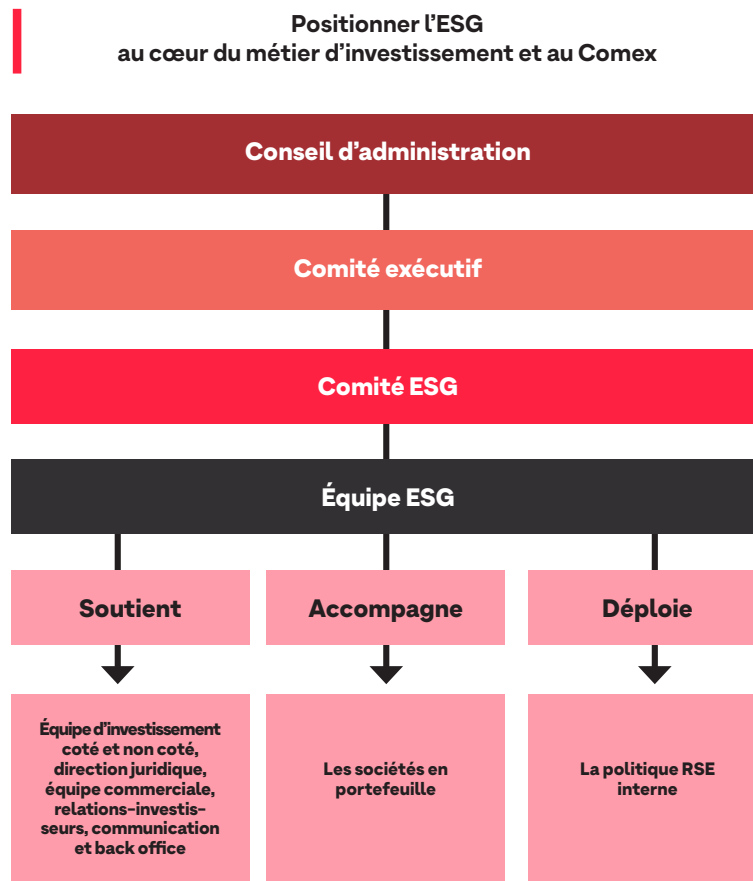 Positionner l’ESG
au cœur du métier d’investissement et au Comex
Conseil d’administration
Comité exécutif
Comité ESG
Équipe ESG
Soutient
Accompagne
Déploie
Équipe d’investissement
coté et non coté,
direction juridique,
équipe commerciale,
relations-investis-
seurs, communication
et back office
Les sociétés en
portefeuille
La politique RSE
interne